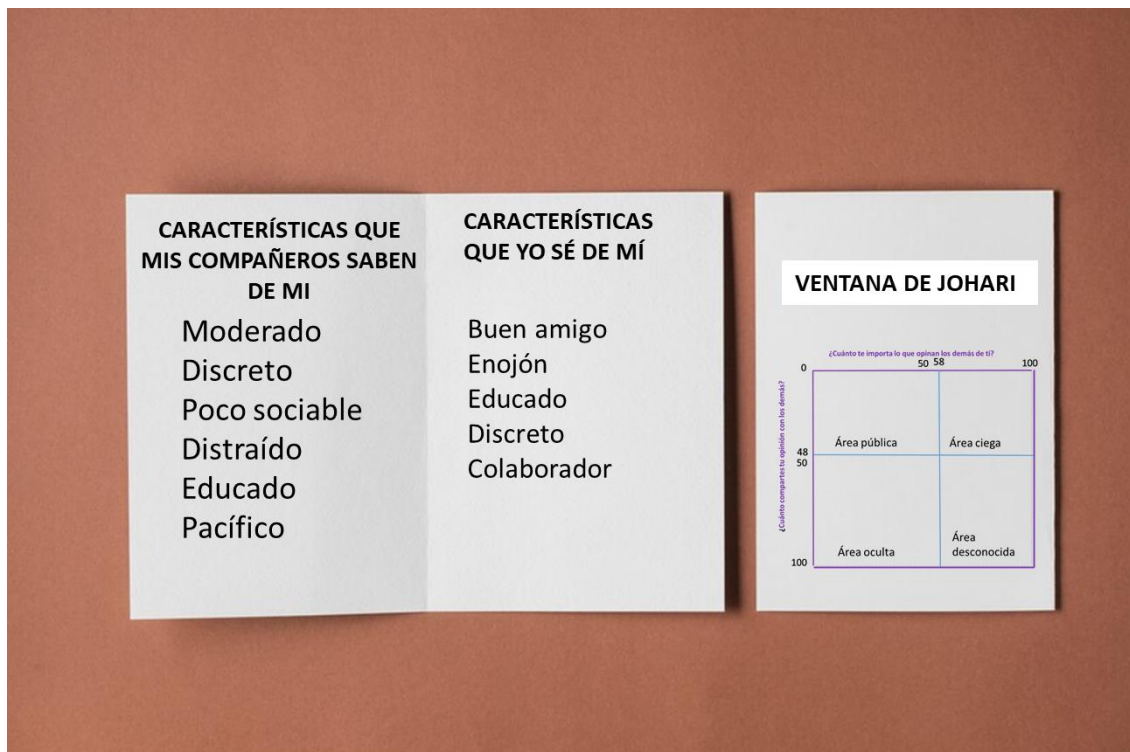 CARACTERÍSTICAS QUE
MIS COMPAÑEROS SABEN
DE MI
Moderado
Discreto
Poco sociable
Distraído
Educado
Pacífico
CARACTERÍSTICAS
QUE YO SÉ DE MÍ
Buen amigo
Enojón
Educado
Discreto
Colaborador
VENTANA DE JOHARI
¿Cuánto te importa lo que opinan los demás de ti?
0 50 58 100
¿Cuánto compartes tu opinión con los demás?
Área pública Área ciega
48
50
Área oculta Área
desconocida
100